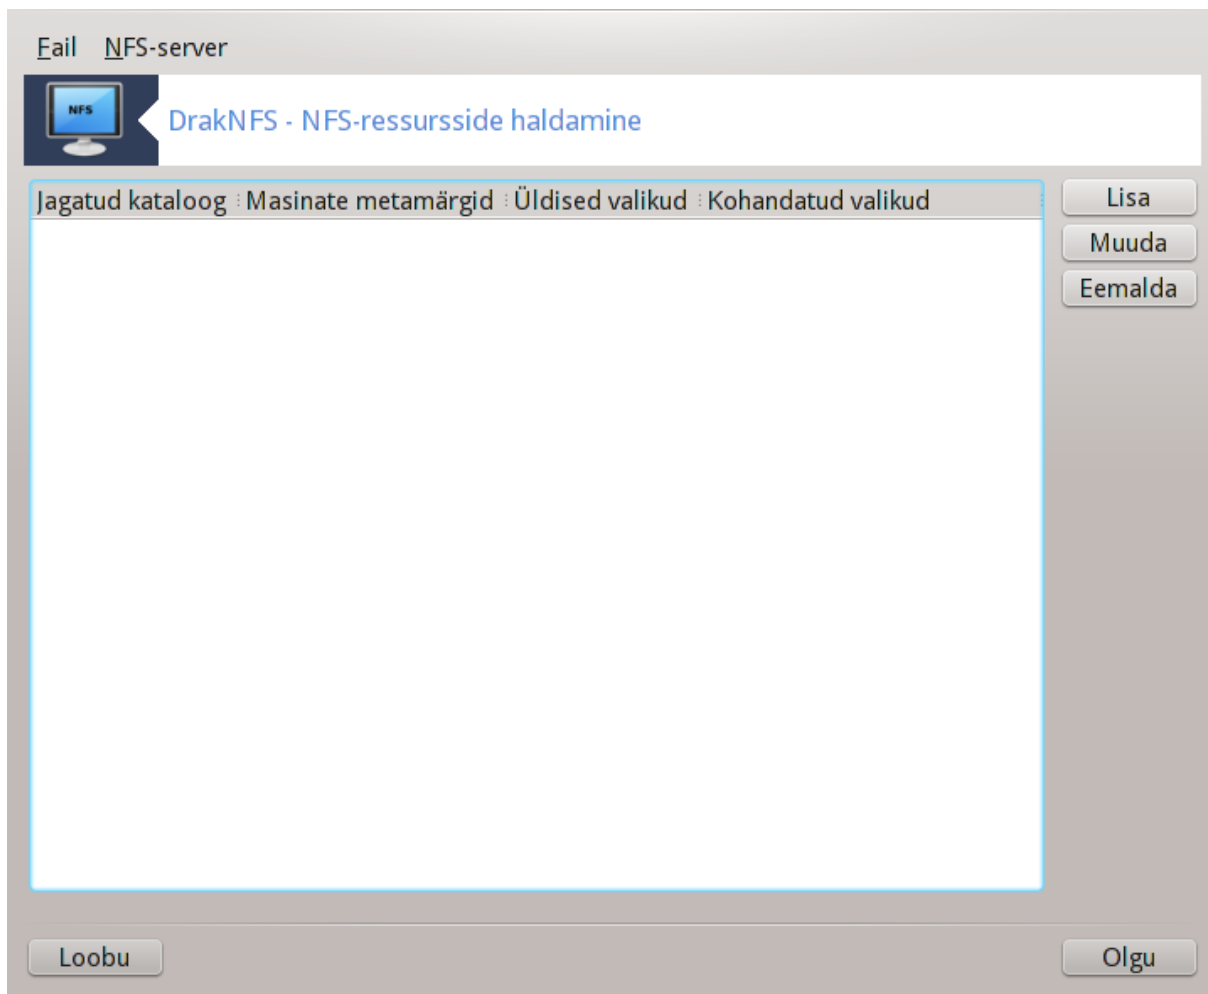 Fail NFS-server
NFS
DrakNFS - NFS-ressursside haldamine
Jagatud kataloog Masinate metamärgid Üldised valikud Kohandatud valikud
Lisa
Muuda
Eemalda
Loobu Olgu